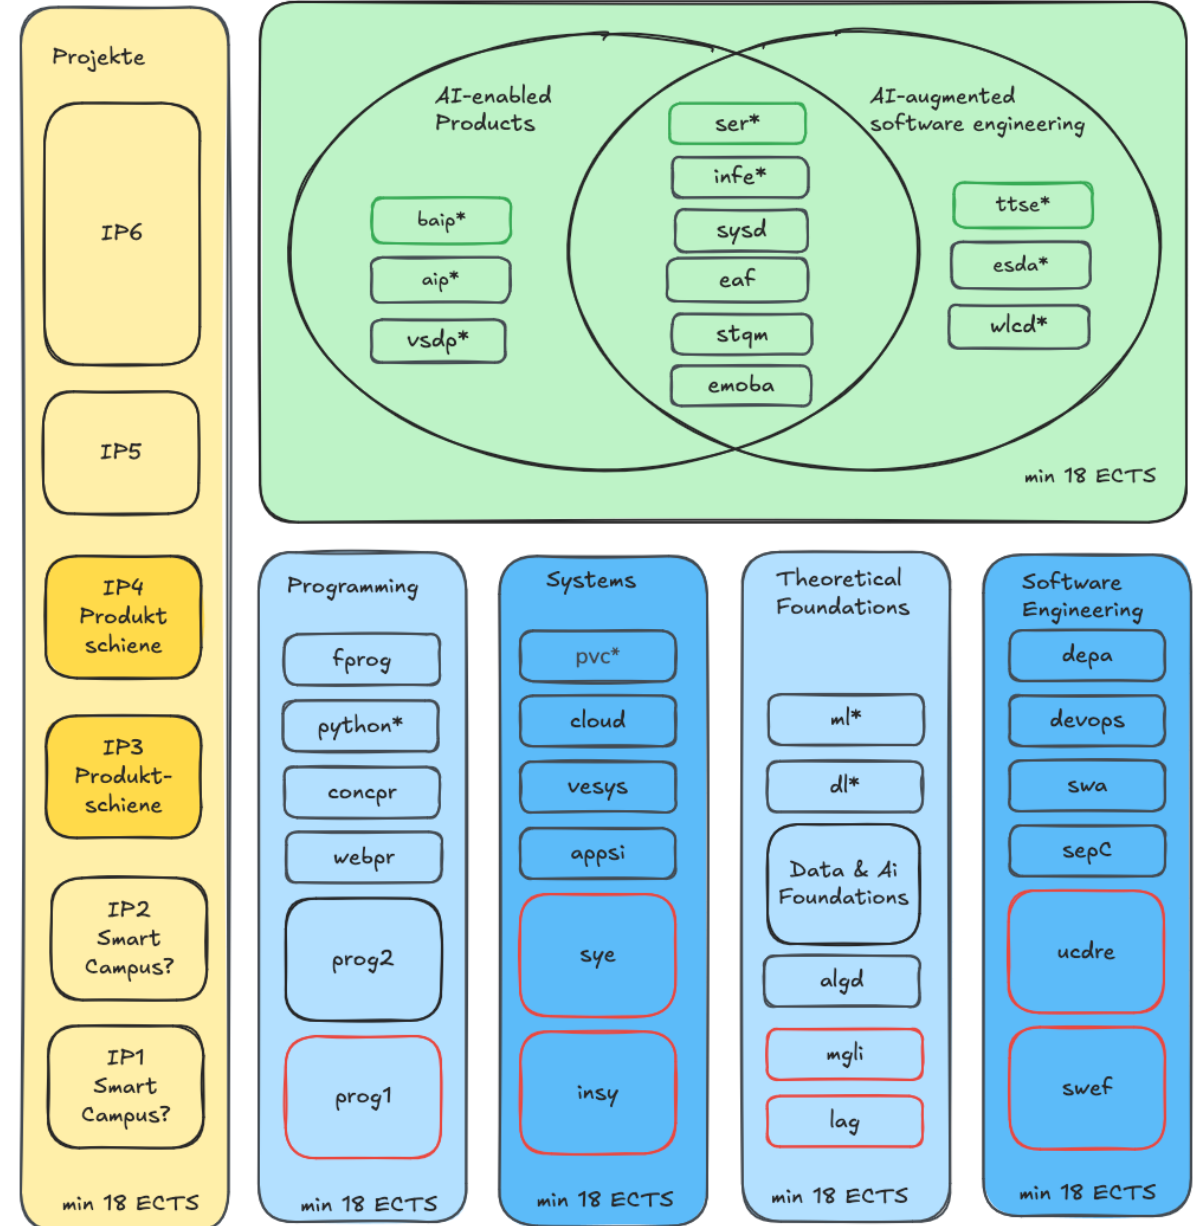 Projekte
IP6
IP5
IP4
Produkt
schiene
IP3
Produkt-
schiene
IP2
Smart
Campus?
IP1
Smart
Campus?
min 18 ECTS
AI-enabled
Products
baip*
aip*
vsdp*
ser*
infe*
sysd
eaf
stqm
emoba
AI-augmented
software engineering
ttse*
esda*
wlcd*
min 18 ECTS
Programming
fprog
python*
concpr
webpr
prog2
prog1
min 18 ECTS
Systems
pvc*
cloud
vesys
appsi
sye
insy
min 18 ECTS
Theoretical
Foundations
ml*
dl*
Data & Ai
Foundations
algd
mgli
lag
min 18 ECTS
Software
Engineering
depa
devops
swa
sepC
ucdre
swef
min 18 ECTS